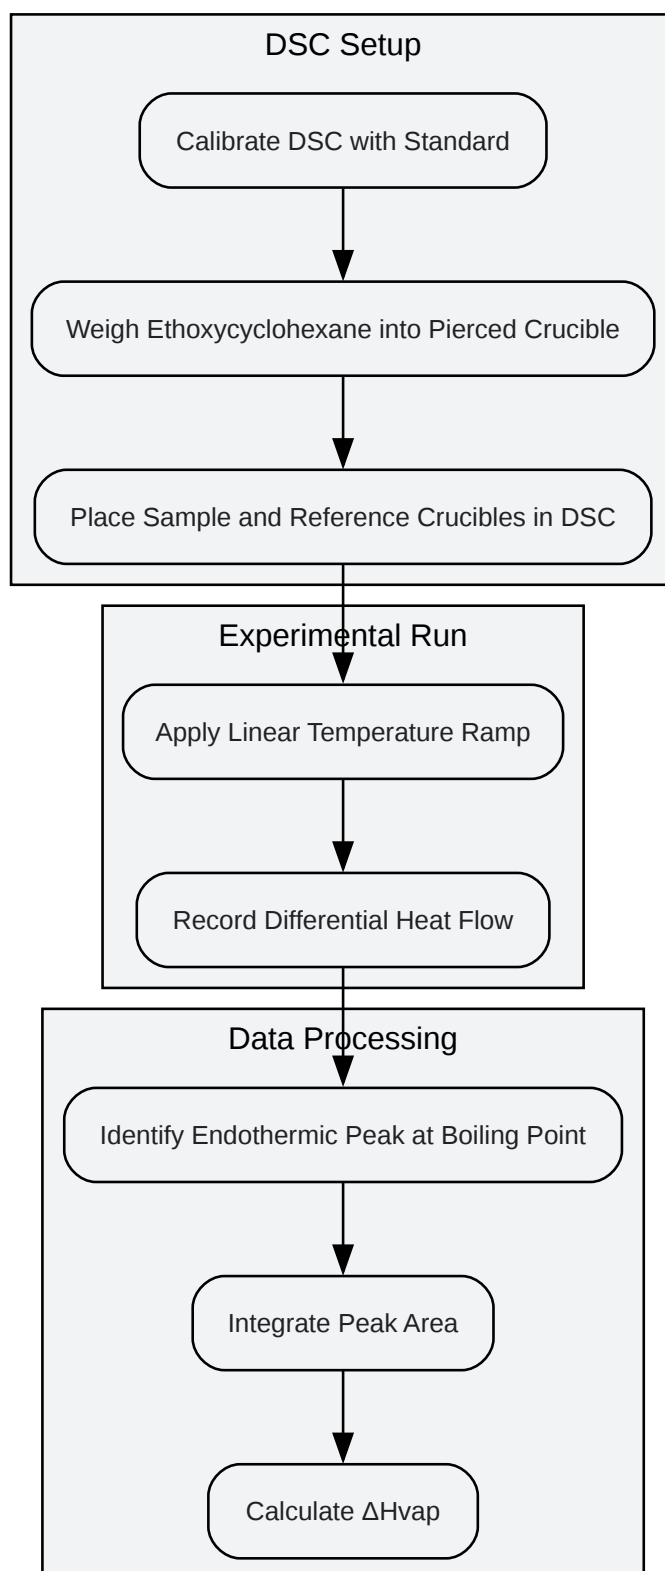 DSC Setup
Calibrate DSC with Standard
Weigh Ethoxycyclohexane into Pierced Crucible
Place Sample and Reference Crucibles in DSC
Experimental Run
Apply Linear Temperature Ramp
Record Differential Heat Flow
Data Processing
Identify Endothermic Peak at Boiling Point
Integrate Peak Area
Calculate ΔHvap